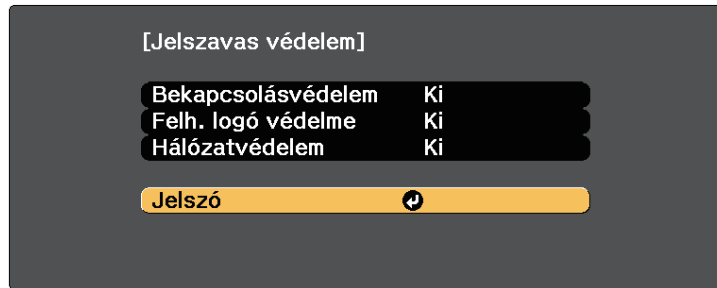 [Jelszavas védelem]
Bekapcsolásvédelem Ki
Felh. logó védelme Ki
Hálózatvédelem Ki
Jelszó